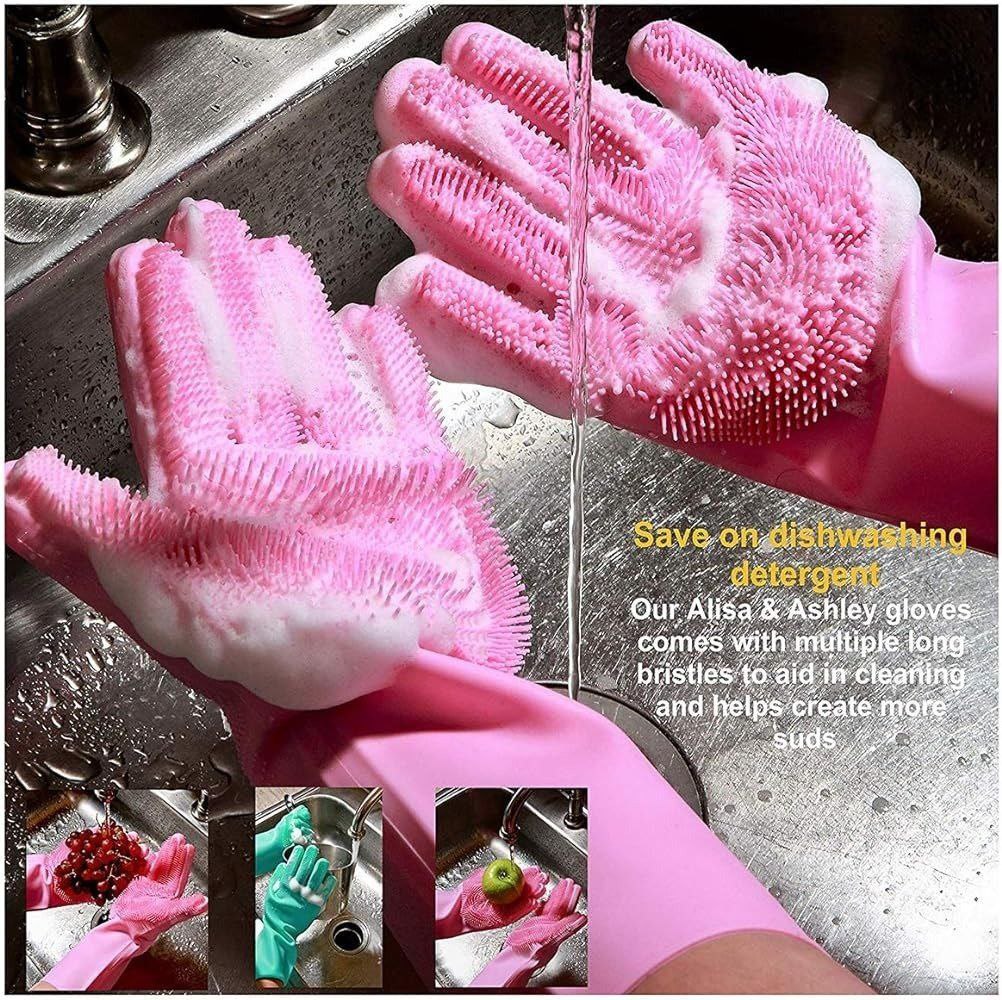 Save on dishwashing
detergent
Our Alisa & Ashley gloves
comes with multiple long
bristles to aid in cleaning
and helps create more
suds